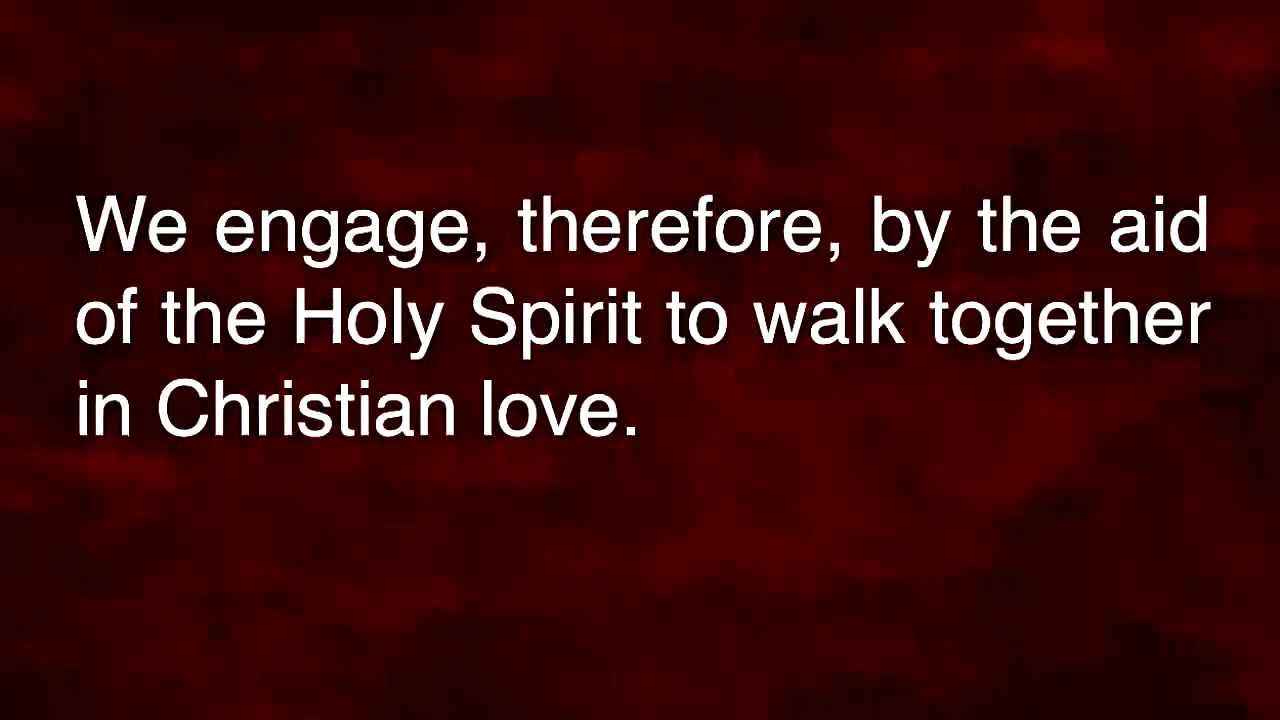 We engage, therefore, by the aid
of the Holy Spirit to walk together
in Christian love.